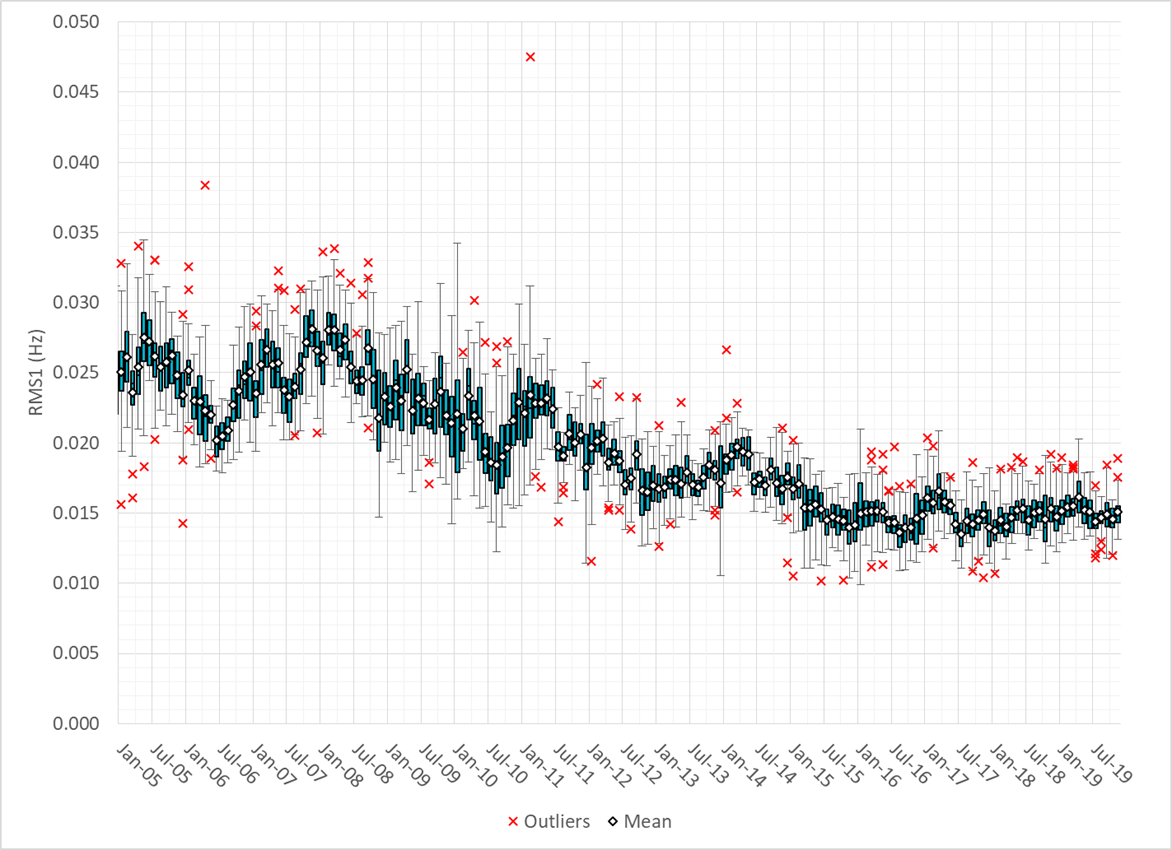 0.050
0.045
0.040
0.035
0.030
0.025
0.020
0.015
0.010
0.005
0.000
RMS1 (Hz)
Jan-05
Jul-05
Jan-06
Jul-06
Jan-07
Jul-07
Jan-08
Jul-08
Jan-09
Jul-09
Jan-10
Jul-10
Jan-11
Jul-11
Jan-12
Jul-12
Jan-13
Jul-13
Jan-14
Jul-14
Jan-15
Jul-15
Jan-16
Jul-16
Jan-17
Jul-17
Jan-18
Jul-18
Jan-19
Jul-19
Outliers Mean